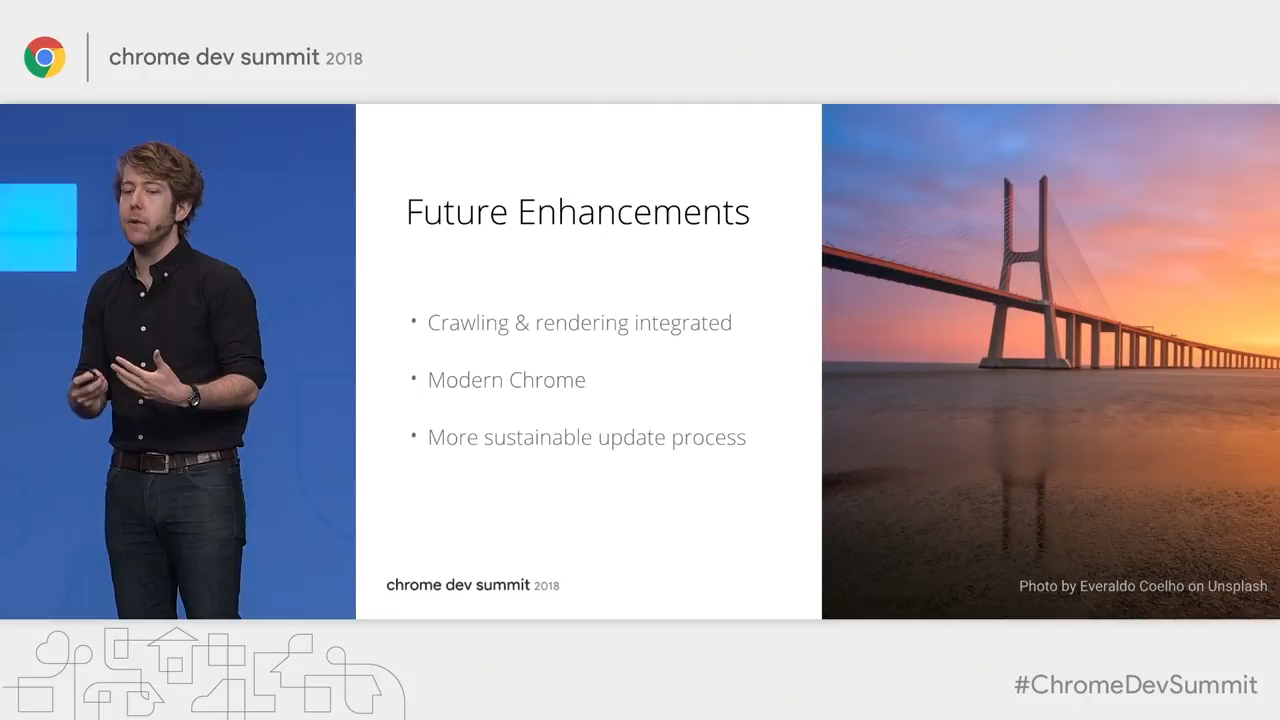 chrome dev summit 2018
Future Enhancements
• Crawling & rendering integrated
• Modern Chrome
• More sustainable update process
chrome dev summit 2018
Photo by Everaldo Coelho on Unsplash
#ChromeDevSummit